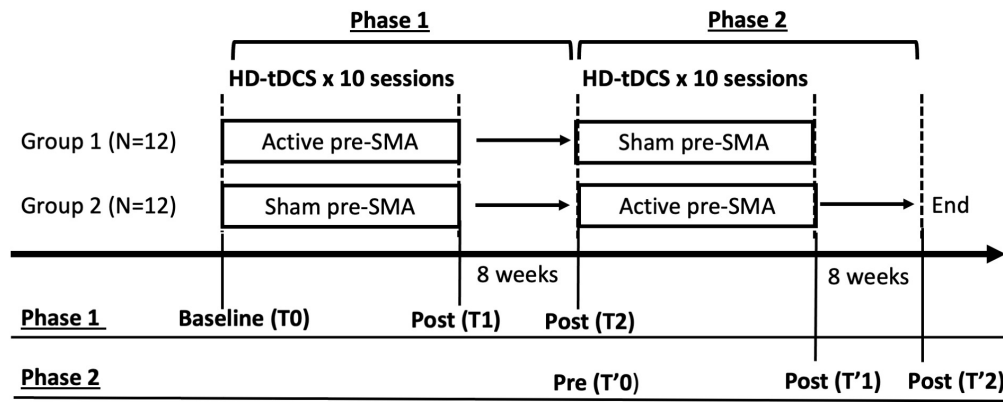 Phase 1 Phase 2
HD-tDCS x 10 sessions HD-tDCS x 10 sessions
Group 1 (N=12) Active pre-SMA Sham pre-SMA
Group 2 (N=12) Sham pre-SMA Active pre-SMA End
8 weeks 8 weeks
Phase 1 Baseline (T0) Post (T1) Post (T2)
Phase 2 Pre (T’0) Post (T’1) Post (T’2)